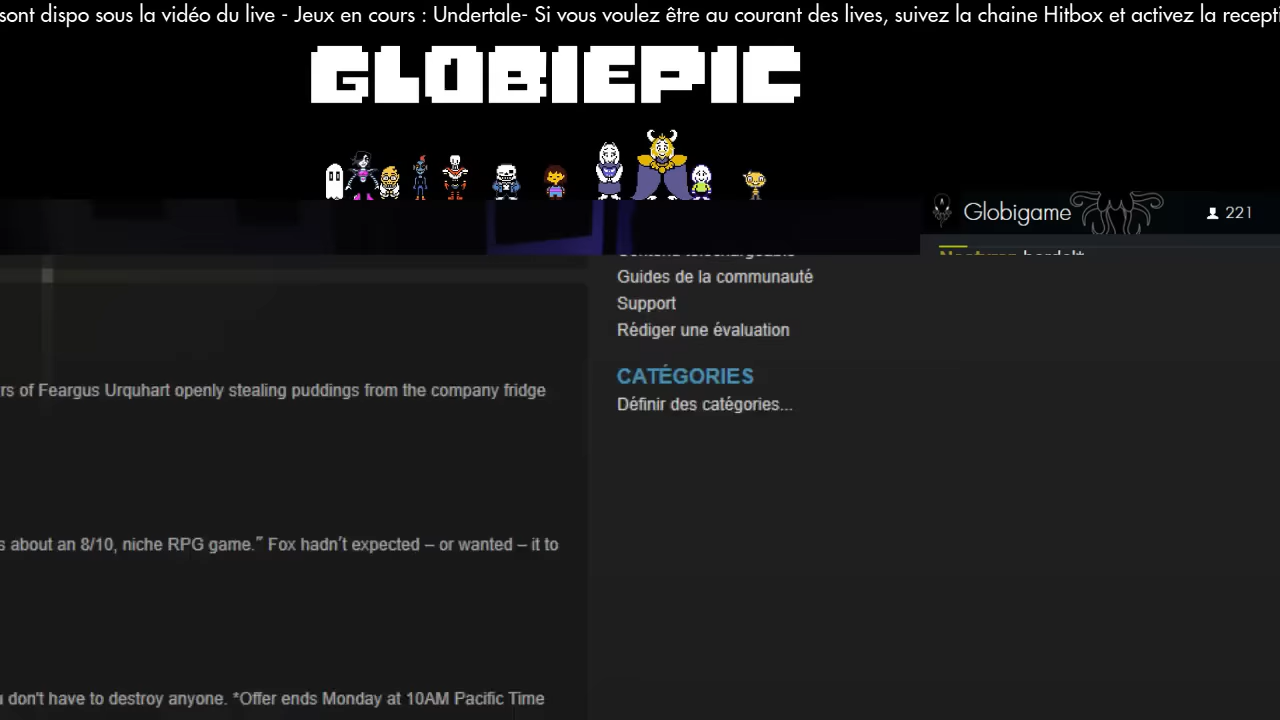 sont dispo sous la vidéo du live - Jeux en cours : Undertale- Si vous voulez être au courant des lives, suivez la chaine Hitbox et activez la recepti
GLOBIEPIC
Globigame
221
Guides de la communauté
Support
Rédiger une évaluation
CATÉGORIES
Définir des catégories...
rs of Feargus Urquhart openly stealing puddings from the company fridge
s about an 8/10, niche RPG game.” Fox hadn’t expected – or wanted – it to
u don't have to destroy anyone. *Offer ends Monday at 10AM Pacific Time